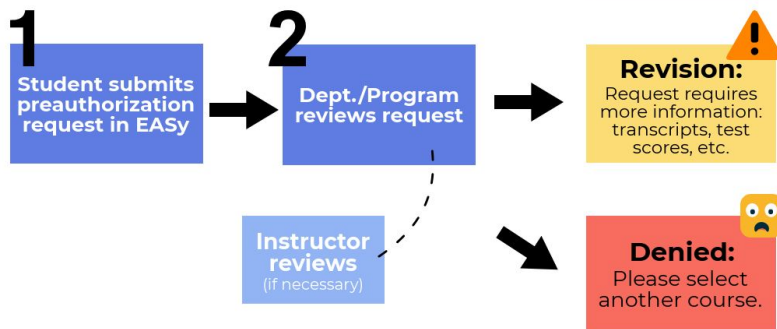 1
Student submits
preauthorization
request in EASy
2
Dept./Program
reviews request
Instructor
reviews
(if necessary)
!
Revision:
Request requires
more information:
transcripts, test
scores, etc.
Denied:
Please select
another course.